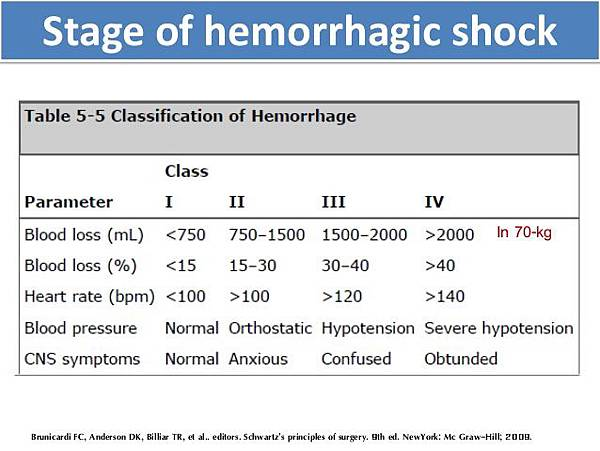 Stage of hemorrhagic shock
Table 5-5 Classification of Hemorrhage
Class
Parameter I II III IV
Blood loss (mL) <750 750–1500 1500–2000 >2000 In 70-kg
Blood loss (%) <15 15–30 30–40 >40
Heart rate (bpm) <100 >100 >120 >140
Blood pressure Normal Orthostatic Hypotension Severe hypotension
CNS symptoms Normal Anxious Confused Obtunded
Brunicardi FC, Anderson DK, Billiar TR, et al.. editors. Schwartz's principles of surgery. 9th ed. NewYork: Mc Graw-Hill; 2009.